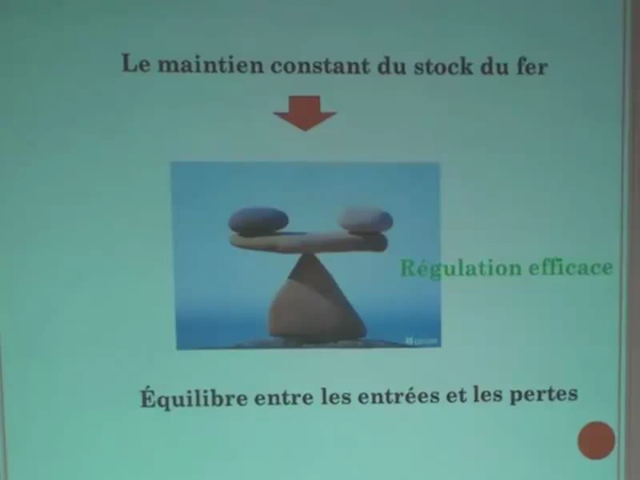 Le maintien constant du stock du fer
Régulation efficace
Équilibre entre les entrées et les pertes